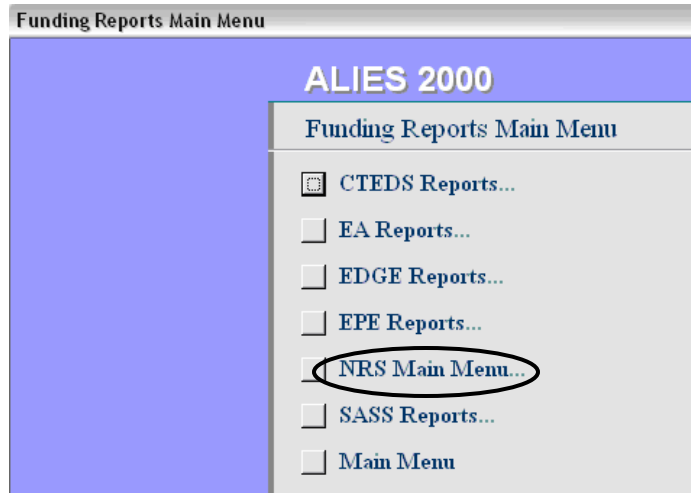 Funding Reports Main Menu
ALIES 2000
Funding Reports Main Menu
CTEDS Reports...
EA Reports...
EDGE Reports...
EPE Reports...
NRS Main Menu...
SASS Reports...
Main Menu